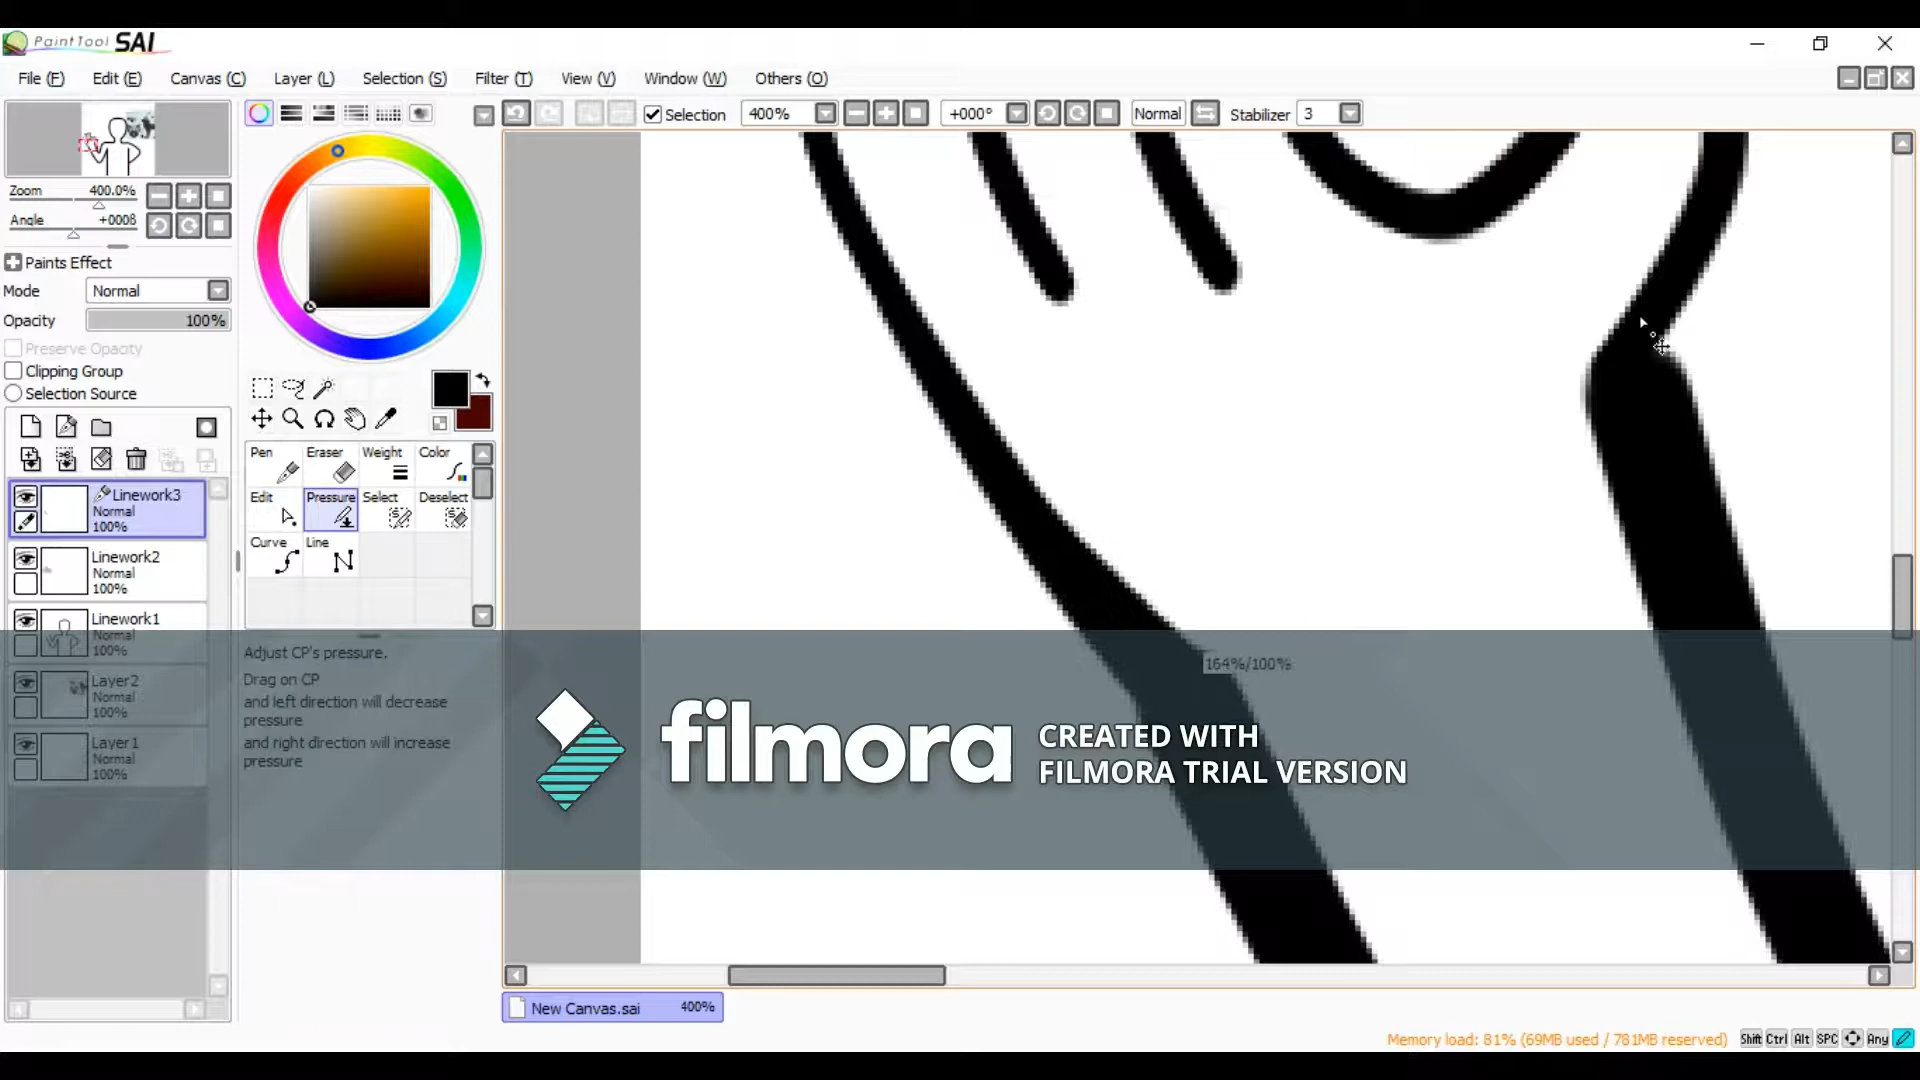 PaintTool SAI
File (F) Edit (E) Canvas (C) Layer (L) Selection (S) Filter (T) View (V) Window (W) Others (O)
Selection 400% +000° Normal Stabilizer 3
Zoom 400.0%
Angle +000ß
Paints Effect
Mode Normal
Opacity 100%
Preserve Opacity
Clipping Group
Selection Source
Pen Eraser Weight Color
Edit Pressure Select Deselect
Curve Line
Linework3
Normal
100%
Linework2
Normal
100%
Linework1
Normal
100%
Layer2
Normal
100%
Layer1
Normal
100%
Adjust CP's pressure.
Drag on CP
and left direction will decrease
pressure
and right direction will increase
pressure
164%/100%
filmora
CREATED WITH
FILMORA TRIAL VERSION
New Canvas.sai 400%
Memory load: 81% (69MB used / 781MB reserved) Shift Ctrl Alt SPC Any